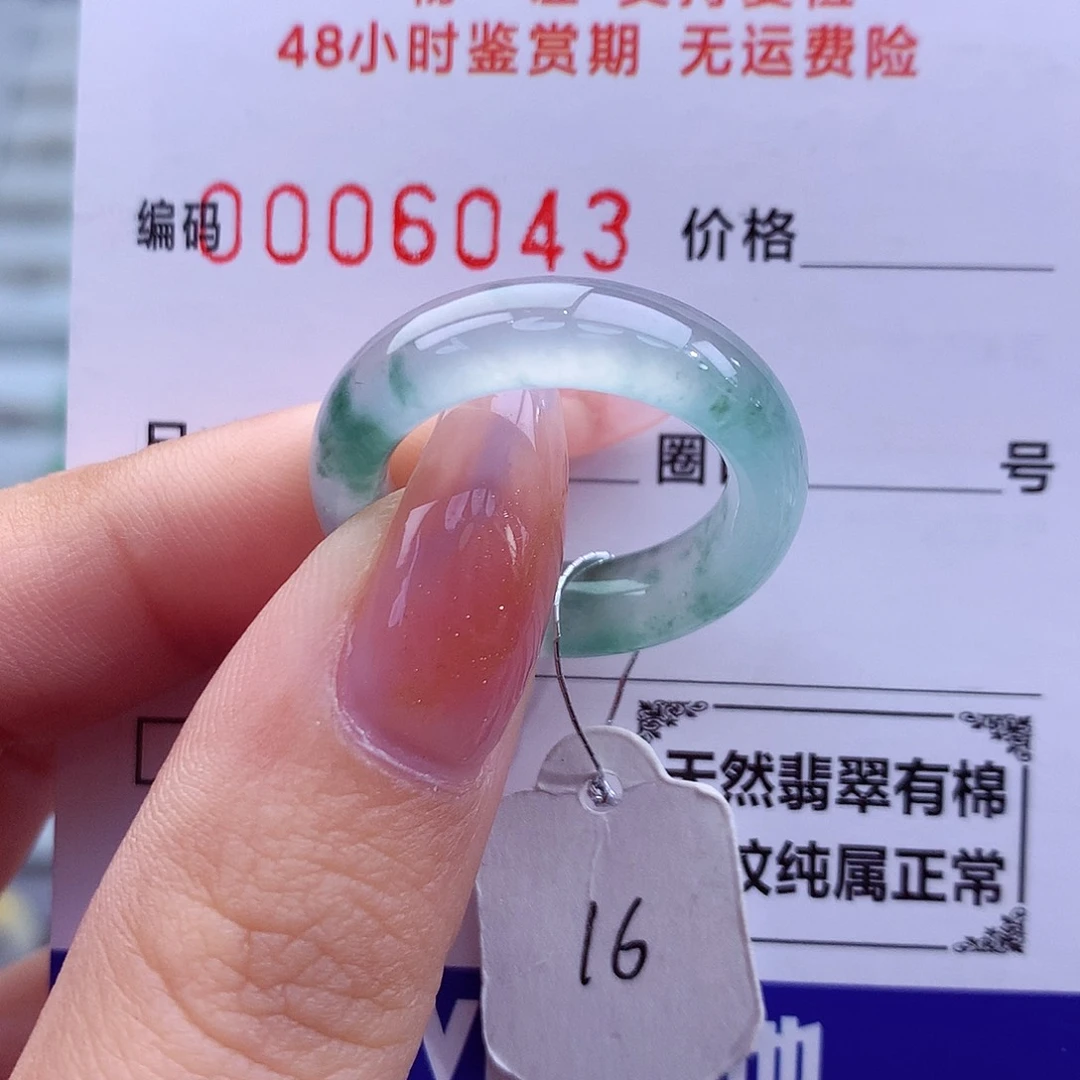 48小时鉴赏期 无运费险
编码0006043 价格
圈 号
天然翡翠有棉
纹纯属正常
16